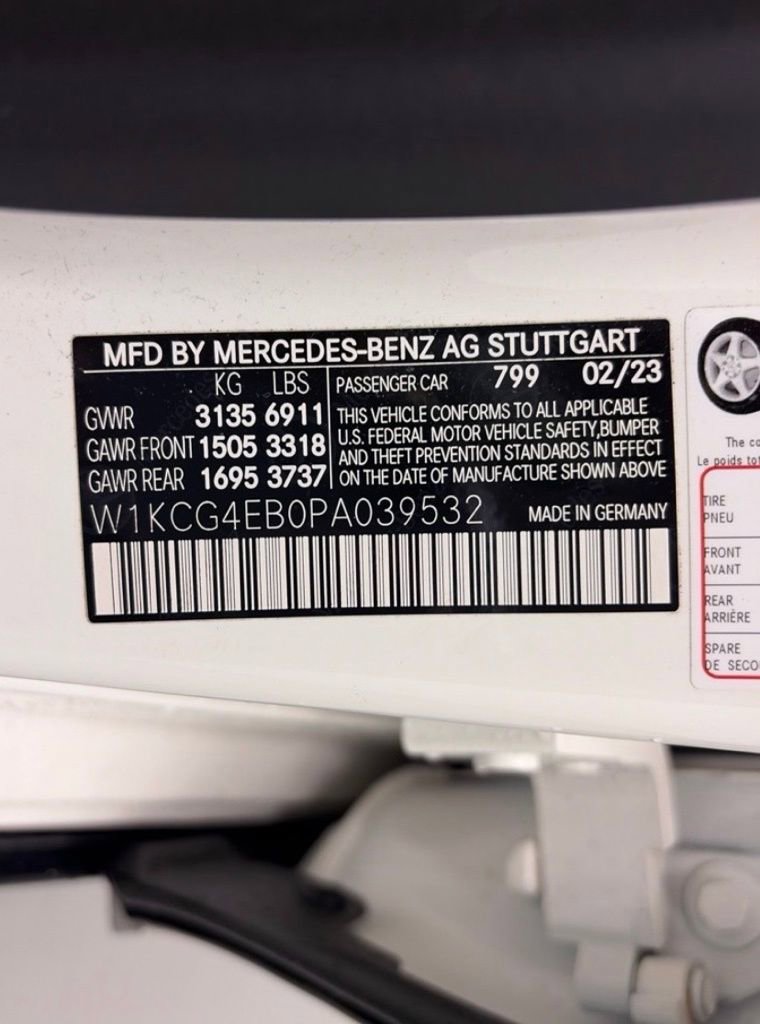 MFD BY MERCEDES-BENZ AG STUTTGART
KG LBS
GVWR 3135 6911
GAWR FRONT 1505 3318
GAWR REAR 1695 3737
PASSENGER CAR 799 02/23
THIS VEHICLE CONFORMS TO ALL APPLICABLE
U.S. FEDERAL MOTOR VEHICLE SAFETY,BUMPER
AND THEFT PREVENTION STANDARDS IN EFFECT
ON THE DATE OF MANUFACTURE SHOWN ABOVE
W1KCG4EB0PA039532 MADE IN GERMANY
The
Le poids
TIRE
PNEU
FRONT
AVANT
REAR
ARRIÈRE
SPARE
DE